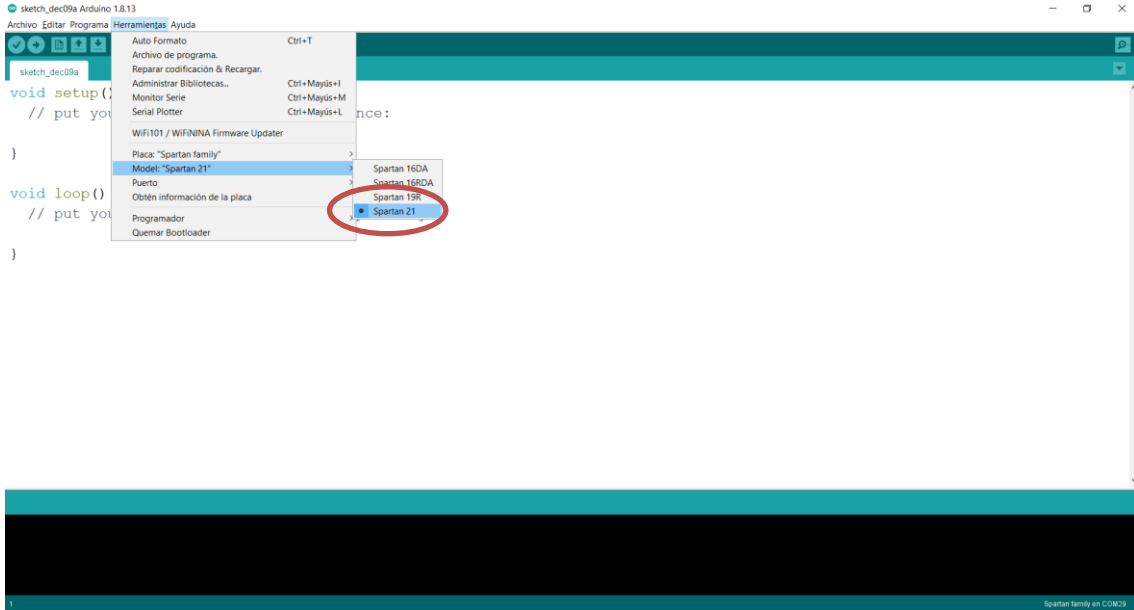 sketch_dec09a Arduino 1.8.13
Archivo Editar Programa Herramientas Ayuda
Auto Formato Ctrl+T
Archivo de programa.
Reparar codificación & Recargar.
Administrar Bibliotecas... Ctrl+Mayús+I
Monitor Serie Ctrl+Mayús+M
Serial Plotter Ctrl+Mayús+L
WiFi101 / WiFiNINA Firmware Updater
Placa: "Spartan family"
Model: "Spartan 21"
Puerto
Obtén información de la placa
Programador
Quemar Bootloader
Spartan 16DA
Spartan 16RDA
Spartan 19R
Spartan 21
sketch_dec09a
void setup()
// put you nce:
}
void loop()
// put you
}
1
Spartan family en COM29